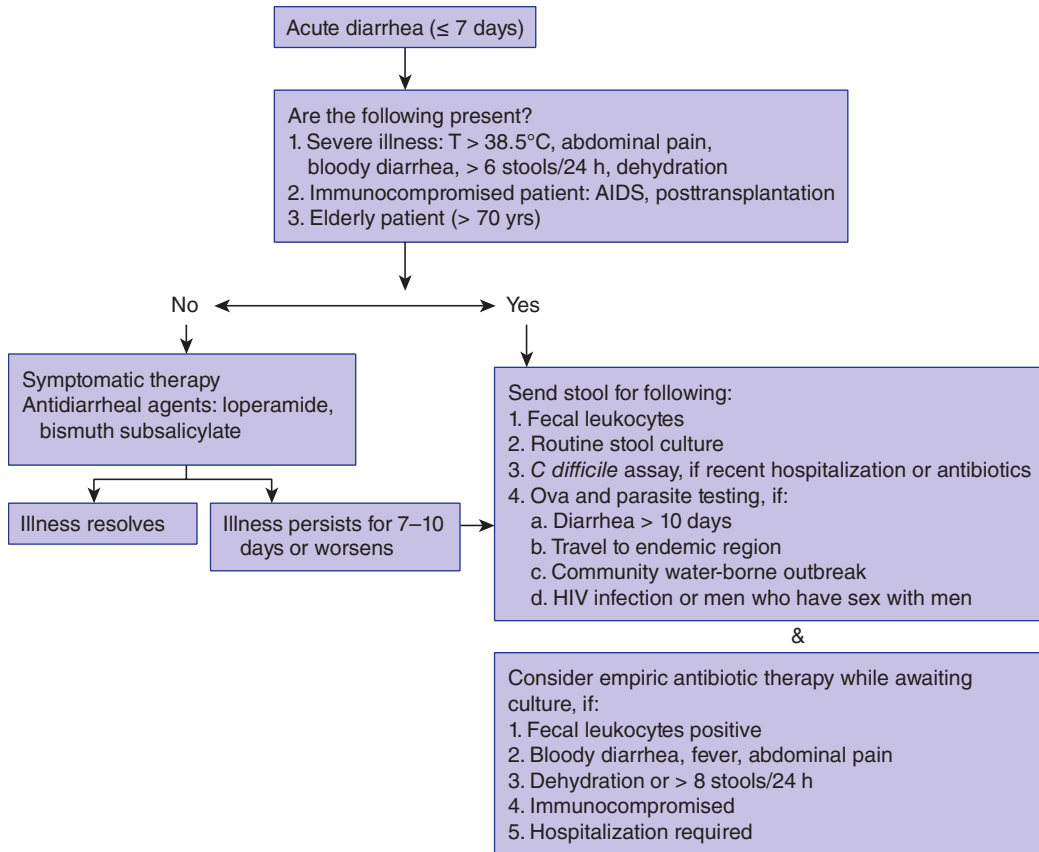 Acute diarrhea (≤ 7 days)
Are the following present?
1. Severe illness: T > 38.5°C, abdominal pain,
bloody diarrhea, > 6 stools/24 h, dehydration
2. Immunocompromised patient: AIDS, posttransplantation
3. Elderly patient (> 70 yrs)
No
Yes
Symptomatic therapy
Antidiarrheal agents: loperamide,
bismuth subsalicylate
Illness resolves
Illness persists for 7–10
days or worsens
Send stool for following:
1. Fecal leukocytes
2. Routine stool culture
3. C difficile assay, if recent hospitalization or antibiotics
4. Ova and parasite testing, if:
a. Diarrhea > 10 days
b. Travel to endemic region
c. Community water-borne outbreak
d. HIV infection or men who have sex with men
&
Consider empiric antibiotic therapy while awaiting
culture, if:
1. Fecal leukocytes positive
2. Bloody diarrhea, fever, abdominal pain
3. Dehydration or > 8 stools/24 h
4. Immunocompromised
5. Hospitalization required